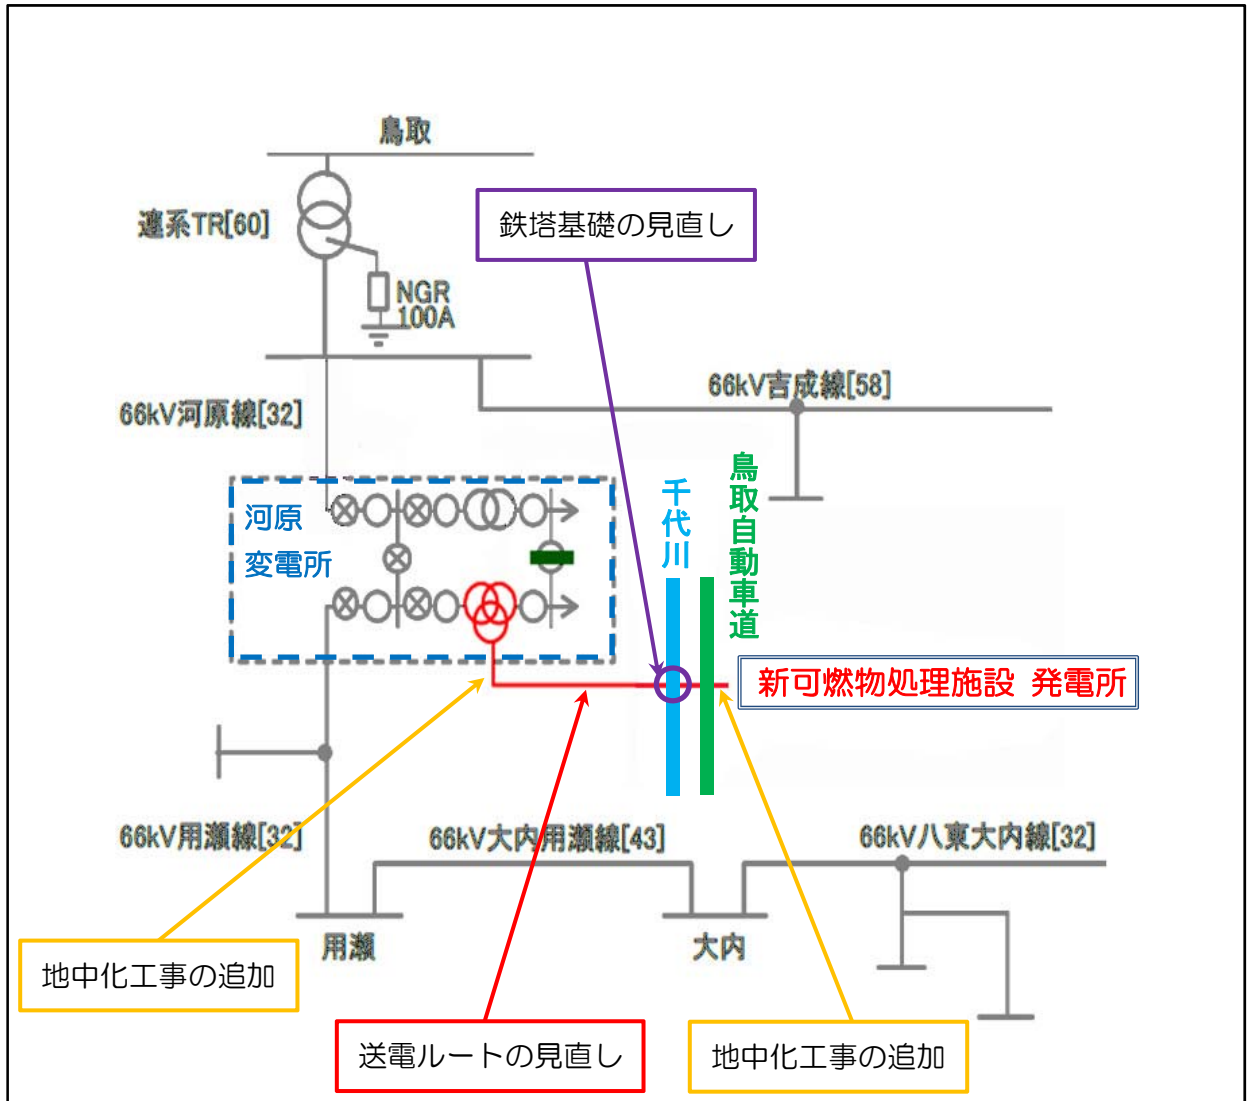 鳥取
連系TR[60]
鉄塔基礎の見直し
NGR
100A
66kV河原線[32]
66kV吉成線[58]
河原
変電所
千代川
鳥取自動車道
新可燃物処理施設 発電所
66kV用瀬線[32]
66kV大内用瀬線[43]
66kV八東大内線[32]
用瀬
大内
地中化工事の追加
送電ルートの見直し
地中化工事の追加